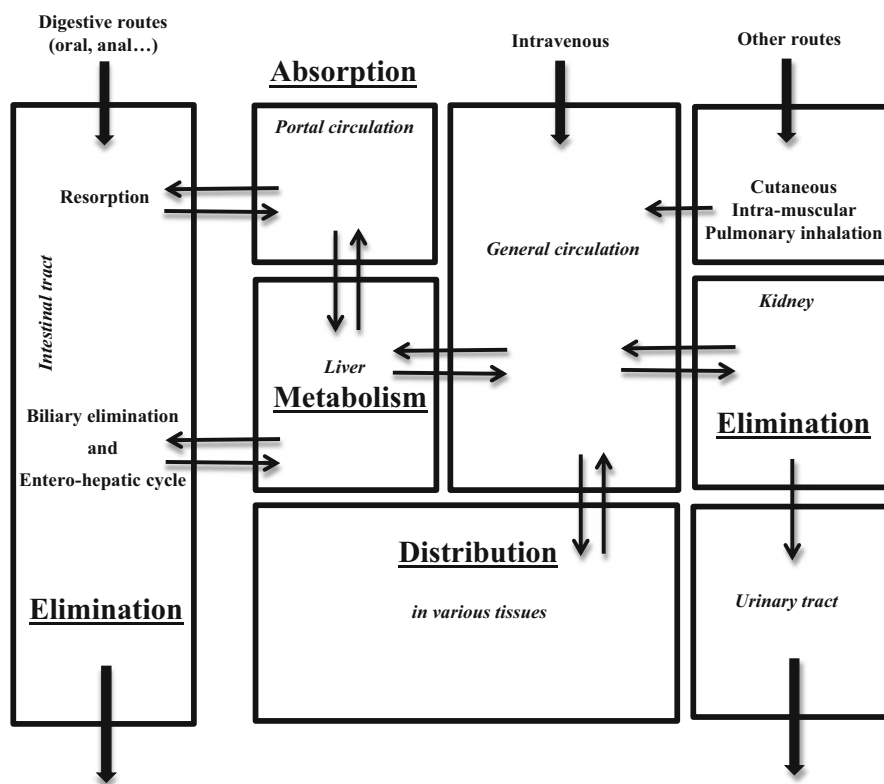 Digestive routes
(oral, anal…)
Intravenous
Other routes
Absorption
Portal circulation
Resorption
Cutaneous
Intra-muscular
Pulmonary inhalation
General circulation
Intestinal tract
Kidney
Liver
Metabolism
Biliary elimination
and
Entero-hepatic cycle
Elimination
Distribution
in various tissues
Elimination
Urinary tract